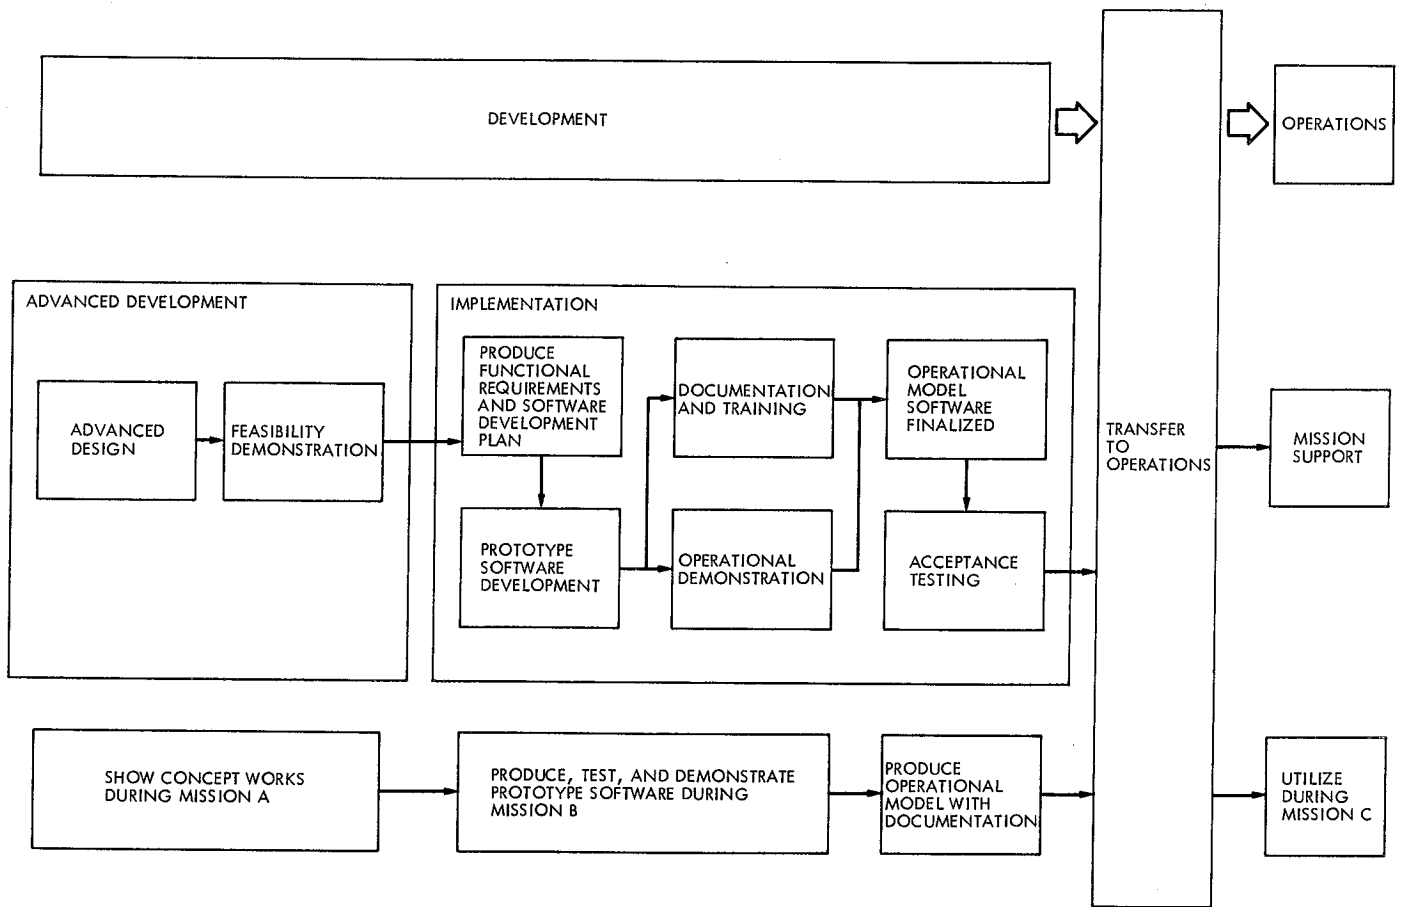 DEVELOPMENT
OPERATIONS
ADVANCED DEVELOPMENT
IMPLEMENTATION
ADVANCED
DESIGN
FEASIBILITY
DEMONSTRATION
PRODUCE
FUNCTIONAL
REQUIREMENTS
AND SOFTWARE
DEVELOPMENT
PLAN
PROTOTYPE
SOFTWARE
DEVELOPMENT
DOCUMENTATION
AND TRAINING
OPERATIONAL
DEMONSTRATION
OPERATIONAL
MODEL
SOFTWARE
FINALIZED
ACCEPTANCE
TESTING
TRANSFER
TO
OPERATIONS
MISSION
SUPPORT
SHOW CONCEPT WORKS
DURING MISSION A
PRODUCE, TEST, AND DEMONSTRATE
PROTOTYPE SOFTWARE DURING
MISSION B
PRODUCE
OPERATIONAL
MODEL WITH
DOCUMENTATION
UTILIZE
DURING
MISSION C